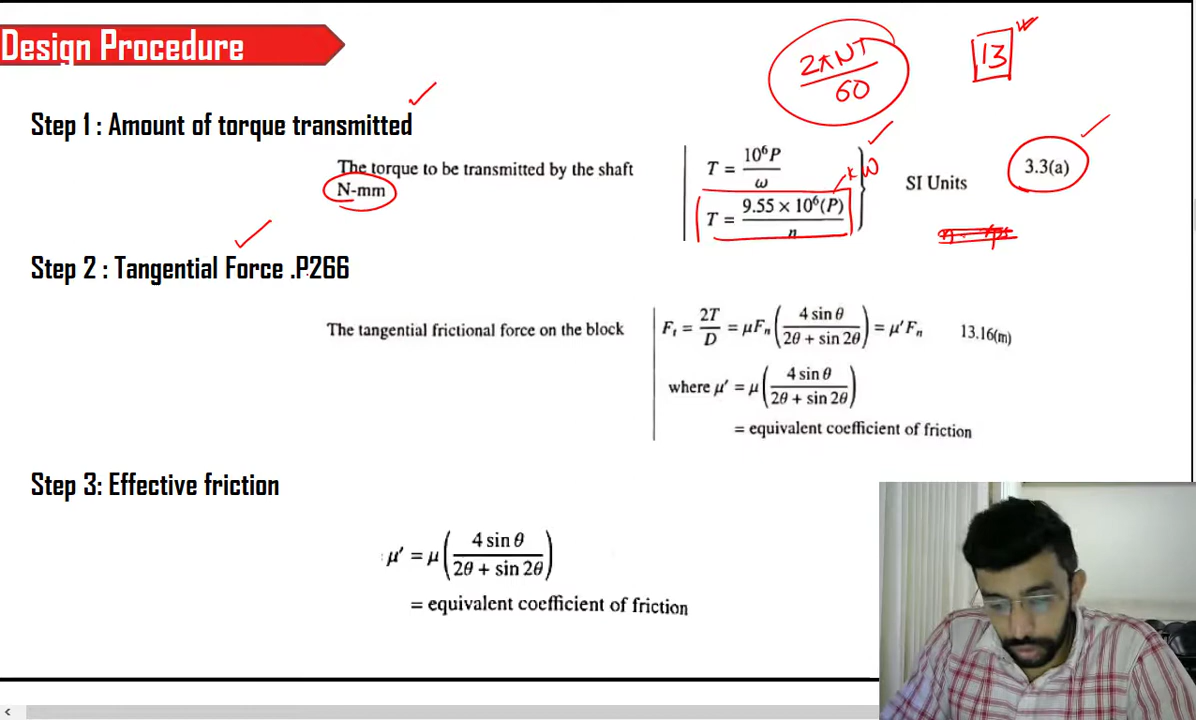 Design Procedure
2πNT
60
13
Step 1 : Amount of torque transmitted
The torque to be transmitted by the shaft
N-mm
T = 10⁶P / ω
kW
T = 9.55 × 10⁶(P) / n
SI Units
3.3(a)
Step 2 : Tangential Force .P266
The tangential frictional force on the block
Fₜ = 2T / D = μFₙ (4 sin θ / 2θ + sin 2θ) = μ′Fₙ
13.16(m)
where μ′ = μ (4 sin θ / 2θ + sin 2θ)
= equivalent coefficient of friction
Step 3: Effective friction
μ′ = μ (4 sin θ / 2θ + sin 2θ)
= equivalent coefficient of friction